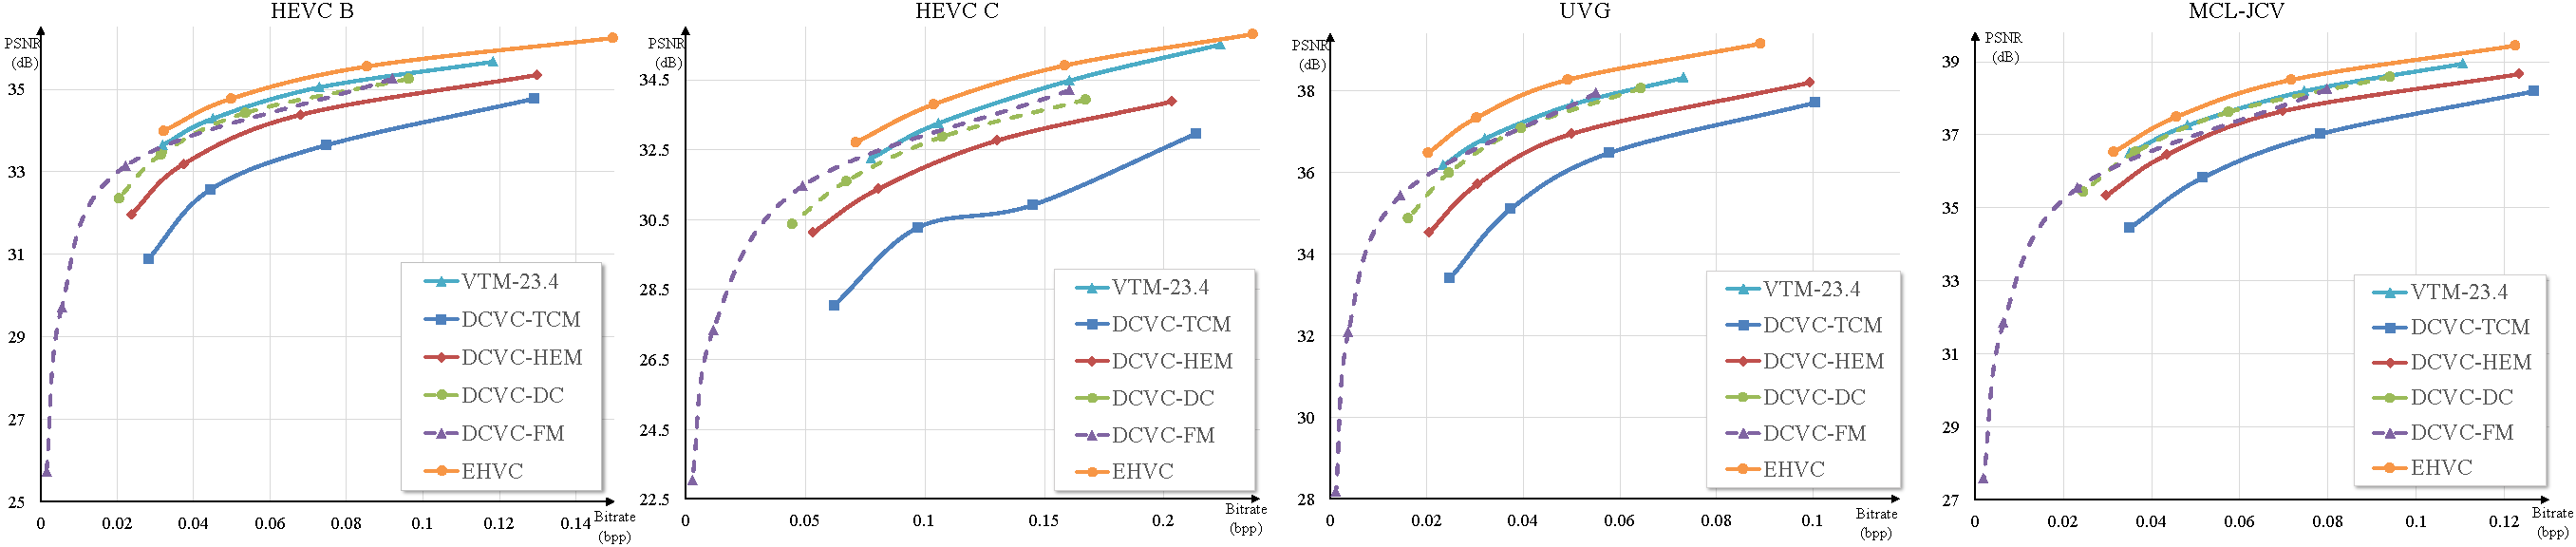 HEVC B
PSNR
(dB)
35
33
31
29
27
25
0 0.02 0.04 0.06 0.08 0.1 0.12 0.14
Bitrate
(bpp)
VTM-23.4
DCVC-TCM
DCVC-HEM
DCVC-DC
DCVC-FM
EHVC
HEVC C
PSNR
(dB)
34.5
32.5
30.5
28.5
26.5
24.5
22.5
0 0.05 0.1 0.15 0.2
Bitrate
(bpp)
VTM-23.4
DCVC-TCM
DCVC-HEM
DCVC-DC
DCVC-FM
EHVC
UVG
PSNR
(dB)
38
36
34
32
30
28
0 0.02 0.04 0.06 0.08 0.1
Bitrate
(bpp)
VTM-23.4
DCVC-TCM
DCVC-HEM
DCVC-DC
DCVC-FM
EHVC
MCL-JCV
PSNR
(dB)
39
37
35
33
31
29
27
0 0.02 0.04 0.06 0.08 0.1 0.12
Bitrate
(bpp)
VTM-23.4
DCVC-TCM
DCVC-HEM
DCVC-DC
DCVC-FM
EHVC